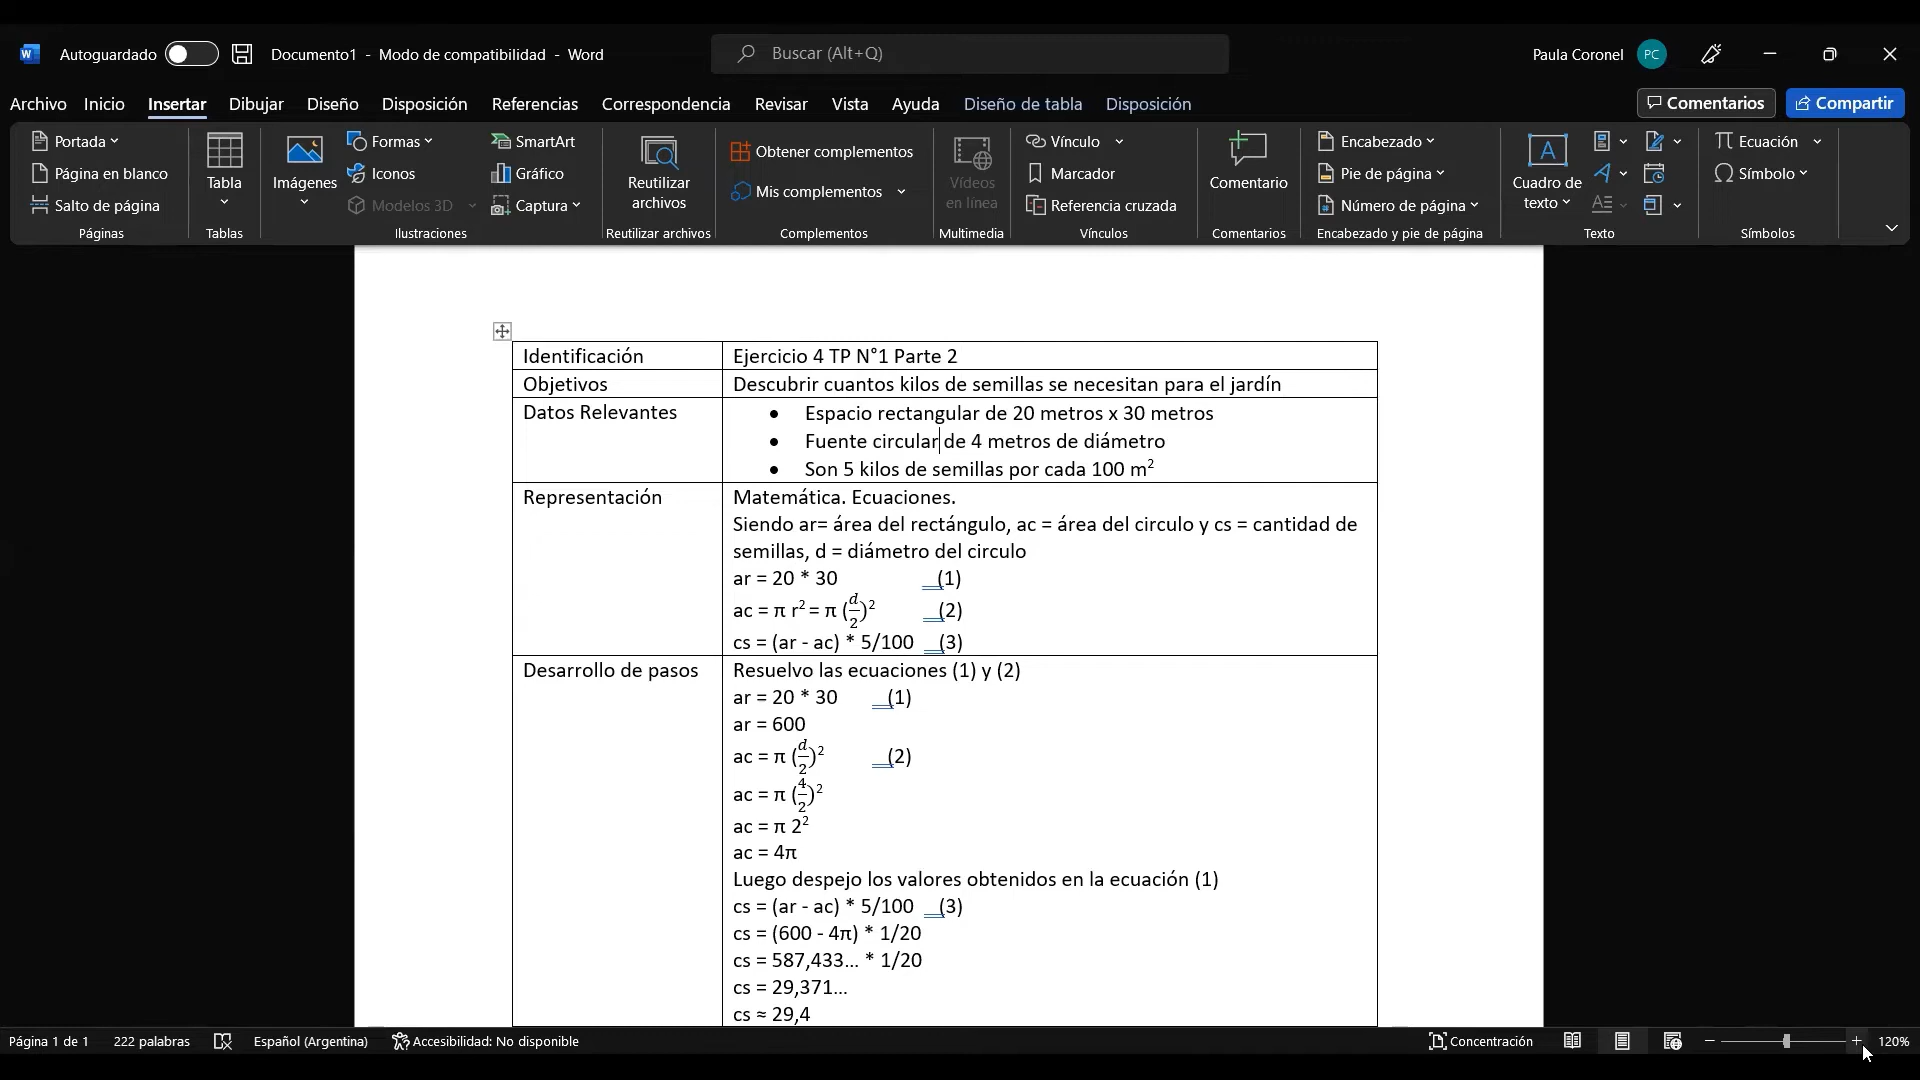 Autoguardado Documento1 - Modo de compatibilidad - Word Buscar (Alt+Q) Paula Coronel PC
Archivo Inicio Insertar Dibujar Diseño Disposición Referencias Correspondencia Revisar Vista Ayuda Diseño de tabla Disposición Comentarios Compartir
Portada Formas SmartArt Vínculo Encabezado Ecuación
Obtener complementos
Página en blanco Tabla Imágenes Iconos Gráfico Reutilizar archivos Vídeos en línea Marcador Comentario Pie de página Cuadro de texto Símbolo
Mis complementos
Salto de página Modelos 3D Captura Referencia cruzada Número de página
Páginas Tablas Ilustraciones Reutilizar archivos Complementos Multimedia Vínculos Comentarios Encabezado y pie de página Texto Símbolos
Identificación Ejercicio 4 TP N°1 Parte 2
Objetivos Descubrir cuantos kilos de semillas se necesitan para el jardín
Datos Relevantes • Espacio rectangular de 20 metros x 30 metros
• Fuente circular de 4 metros de diámetro
• Son 5 kilos de semillas por cada 100 m²
Representación Matemática. Ecuaciones.
Siendo ar= área del rectángulo, ac = área del circulo y cs = cantidad de
semillas, d = diámetro del circulo
ar = 20 * 30 __(1)
ac = π r² = π (d/2)² __(2)
cs = (ar - ac) * 5/100 __(3)
Desarrollo de pasos Resuelvo las ecuaciones (1) y (2)
ar = 20 * 30 __(1)
ar = 600
ac = π (d/2)² __(2)
ac = π (4/2)²
ac = π 2²
ac = 4π
Luego despejo los valores obtenidos en la ecuación (1)
cs = (ar - ac) * 5/100 __(3)
cs = (600 - 4π) * 1/20
cs = 587,433... * 1/20
cs = 29,371...
cs ≈ 29,4
Página 1 de 1 222 palabras Español (Argentina) Accesibilidad: No disponible Concentración 120%